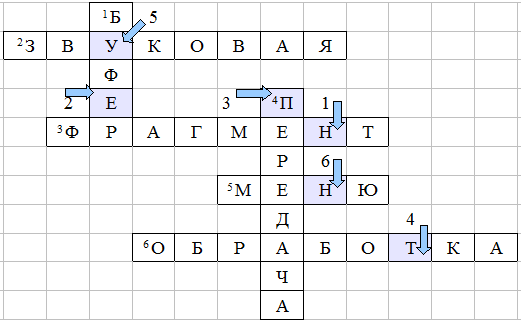 ¹Б 5
²З В У К О В А Я
Ф
2 Е 3 ⁴П 1
³Ф Р А Г М Е Н Т
Р 6
⁵М Е Н Ю
Д 4
⁶О Б Р А Б О Т К А
Ч
А